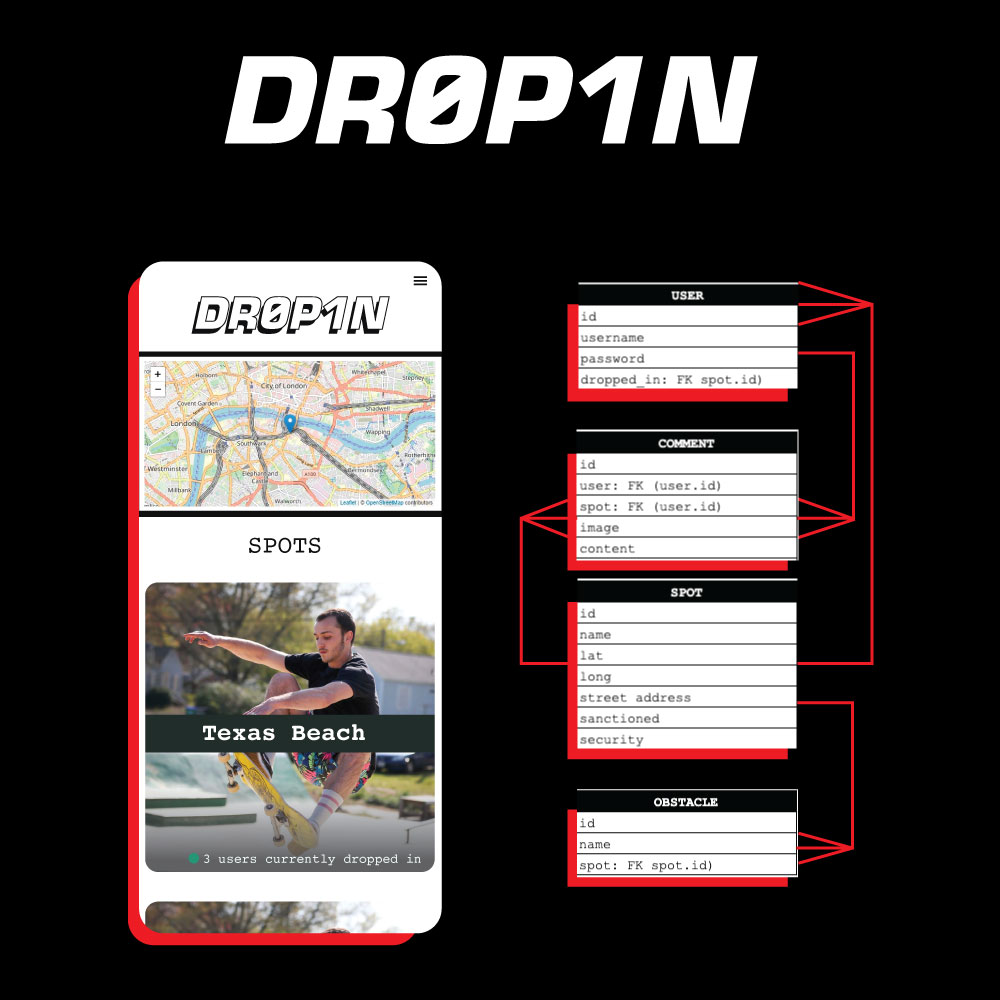 DR0P1N
DR0P1N
+
−
Holborn
City of London
Whitechapel
Stepney
Covent Garden
Shadwell
London
Wapping
Southwark
Lambe
Rotherhith
Westminster
Elephant and
Castle
A100
Bermondsey
Millbank
Walworth
Leaflet | © OpenStreetMap contributors
SPOTS
Texas Beach
3 users currently dropped in
USER
id
username
password
dropped_in: FK spot.id)
COMMENT
id
user: FK (user.id)
spot: FK (user.id)
image
content
SPOT
id
name
lat
long
street address
sanctioned
security
OBSTACLE
id
name
spot: FK spot.id)